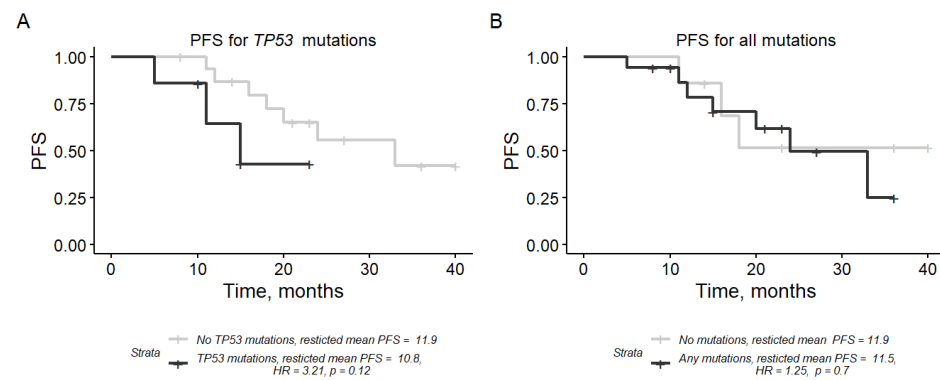 A
PFS for TP53 mutations
1.00
0.75
0.50
0.25
0.00
PFS
0 10 20 30 40
Time, months
Strata
No TP53 mutations, resticted mean PFS = 11.9
TP53 mutations, resticted mean PFS = 10.8,
HR = 3.21, p = 0.12
B
PFS for all mutations
1.00
0.75
0.50
0.25
0.00
PFS
0 10 20 30 40
Time, months
Strata
No mutations, resticted mean PFS = 11.9
Any mutations, resticted mean PFS = 11.5,
HR = 1.25, p = 0.7